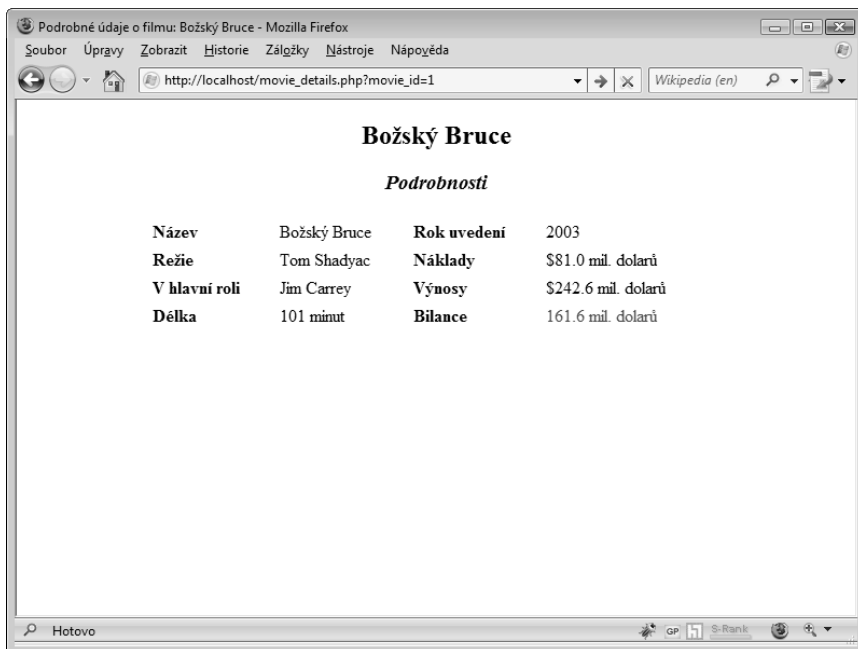 Podrobné údaje o filmu: Božský Bruce - Mozilla Firefox
Soubor Úpravy Zobrazit Historie Záložky Nástroje Nápověda
http://localhost/movie_details.php?movie_id=1 Wikipedia (en)
Božský Bruce
Podrobnosti
Název Božský Bruce Rok uvedení 2003
Režie Tom Shadyac Náklady $81.0 mil. dolarů
V hlavní roli Jim Carrey Výnosy $242.6 mil. dolarů
Délka 101 minut Bilance 161.6 mil. dolarů
Hotovo GP S-Rank